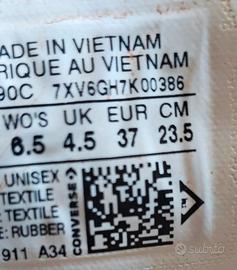 ADE IN VIETNAM
RIQUE AU VIETNAM
90C 7XV6GH7K00386
WO'S UK EUR CM
6.5 4.5 37 23.5
UNISEX
TEXTILE
: TEXTILE
E: RUBBER
911 A34
CONVERSE
subito